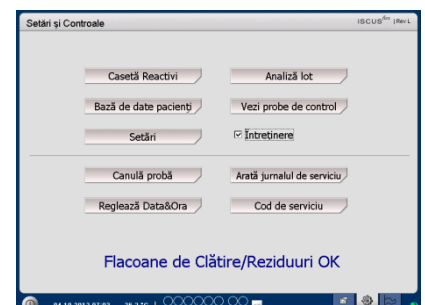 Setări și Controale
Casetă Reactivi
Analiză lot
Bază de date pacienți
Vezi probe de control
Setări
Întreținere
Canulă probă
Arată jurnalul de serviciu
Reglează Data&Ora
Cod de serviciu
Flacoane de Clătire/Reziduuri OK